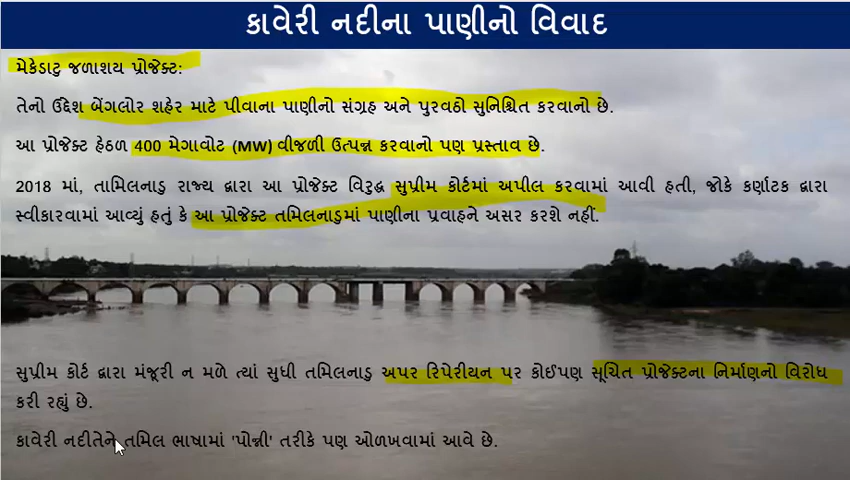 કાવેરી નદીના પાણીનો વિવાદ
મેકેડાટુ જળાશય પ્રોજેક્ટ:
તેનો ઉદ્દેશ બેંગલોર શહેર માટે પીવાના પાણીનો સંગ્રહ અને પુરવઠો સુનિશ્ચિત કરવાનો છે.
આ પ્રોજેક્ટ હેઠળ 400 મેગાવોટ (MW) વીજળી ઉત્પન્ન કરવાનો પણ પ્રસ્તાવ છે.
2018 માં, તામિલનાડુ રાજ્ય દ્વારા આ પ્રોજેક્ટ વિરુદ્ધ સુપ્રીમ કોર્ટમાં અપીલ કરવામાં આવી હતી, જોકે કર્ણાટક દ્વારા
સ્વીકારવામાં આવ્યું હતું કે આ પ્રોજેક્ટ તમિલનાડુમાં પાણીના પ્રવાહને અસર કરશે નહીં.
સુપ્રીમ કોર્ટ દ્વારા મંજૂરી ન મળે ત્યાં સુધી તમિલનાડુ અપર રિપેરીયન પર કોઈપણ સૂચિત પ્રોજેક્ટના નિર્માણનો વિરોધ
કરી રહ્યું છે.
કાવેરી નદીતેને તમિલ ભાષામાં 'પોન્ની' તરીકે પણ ઓળખવામાં આવે છે.